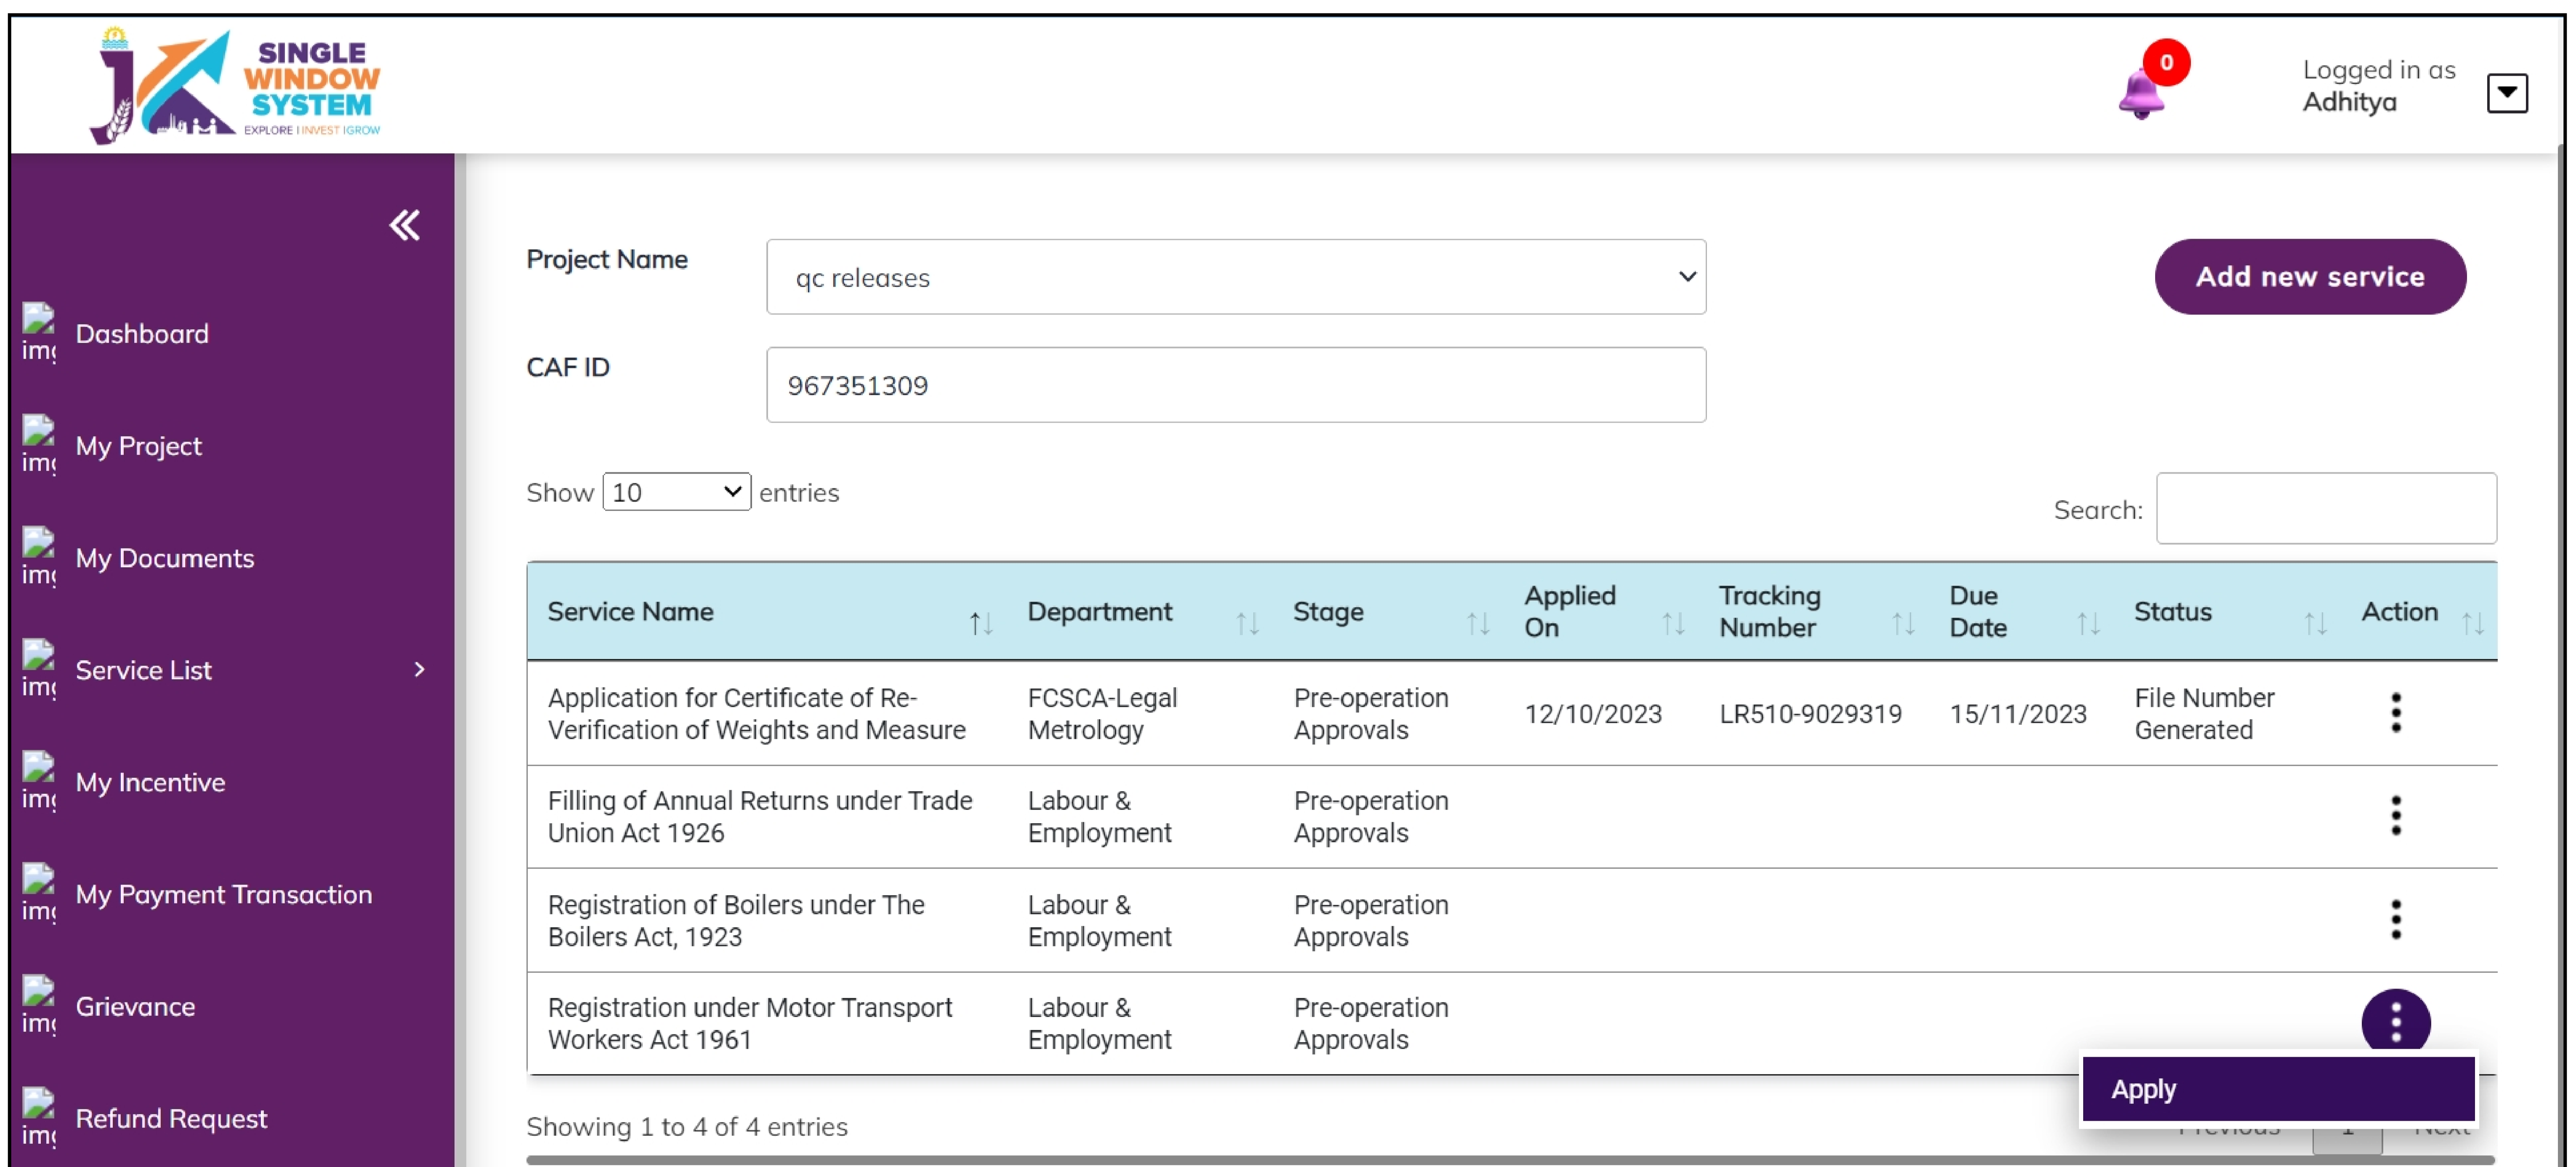 SINGLE
WINDOW
SYSTEM
EXPLORE | INVEST | GROW
0
Logged in as
Adhitya
Dashboard
My Project
My Documents
Service List
My Incentive
My Payment Transaction
Grievance
Refund Request
Project Name
qc releases
Add new service
CAF ID
967351309
Show 10 entries
Search:
Service Name Department Stage Applied On Tracking Number Due Date Status Action
Application for Certificate of Re-
Verification of Weights and Measure
FCSCA-Legal
Metrology
Pre-operation
Approvals
12/10/2023
LR510-9029319
15/11/2023
File Number
Generated
Filling of Annual Returns under Trade
Union Act 1926
Labour &
Employment
Pre-operation
Approvals
Registration of Boilers under The
Boilers Act, 1923
Labour &
Employment
Pre-operation
Approvals
Registration under Motor Transport
Workers Act 1961
Labour &
Employment
Pre-operation
Approvals
Apply
Showing 1 to 4 of 4 entries
Previous 1 Next